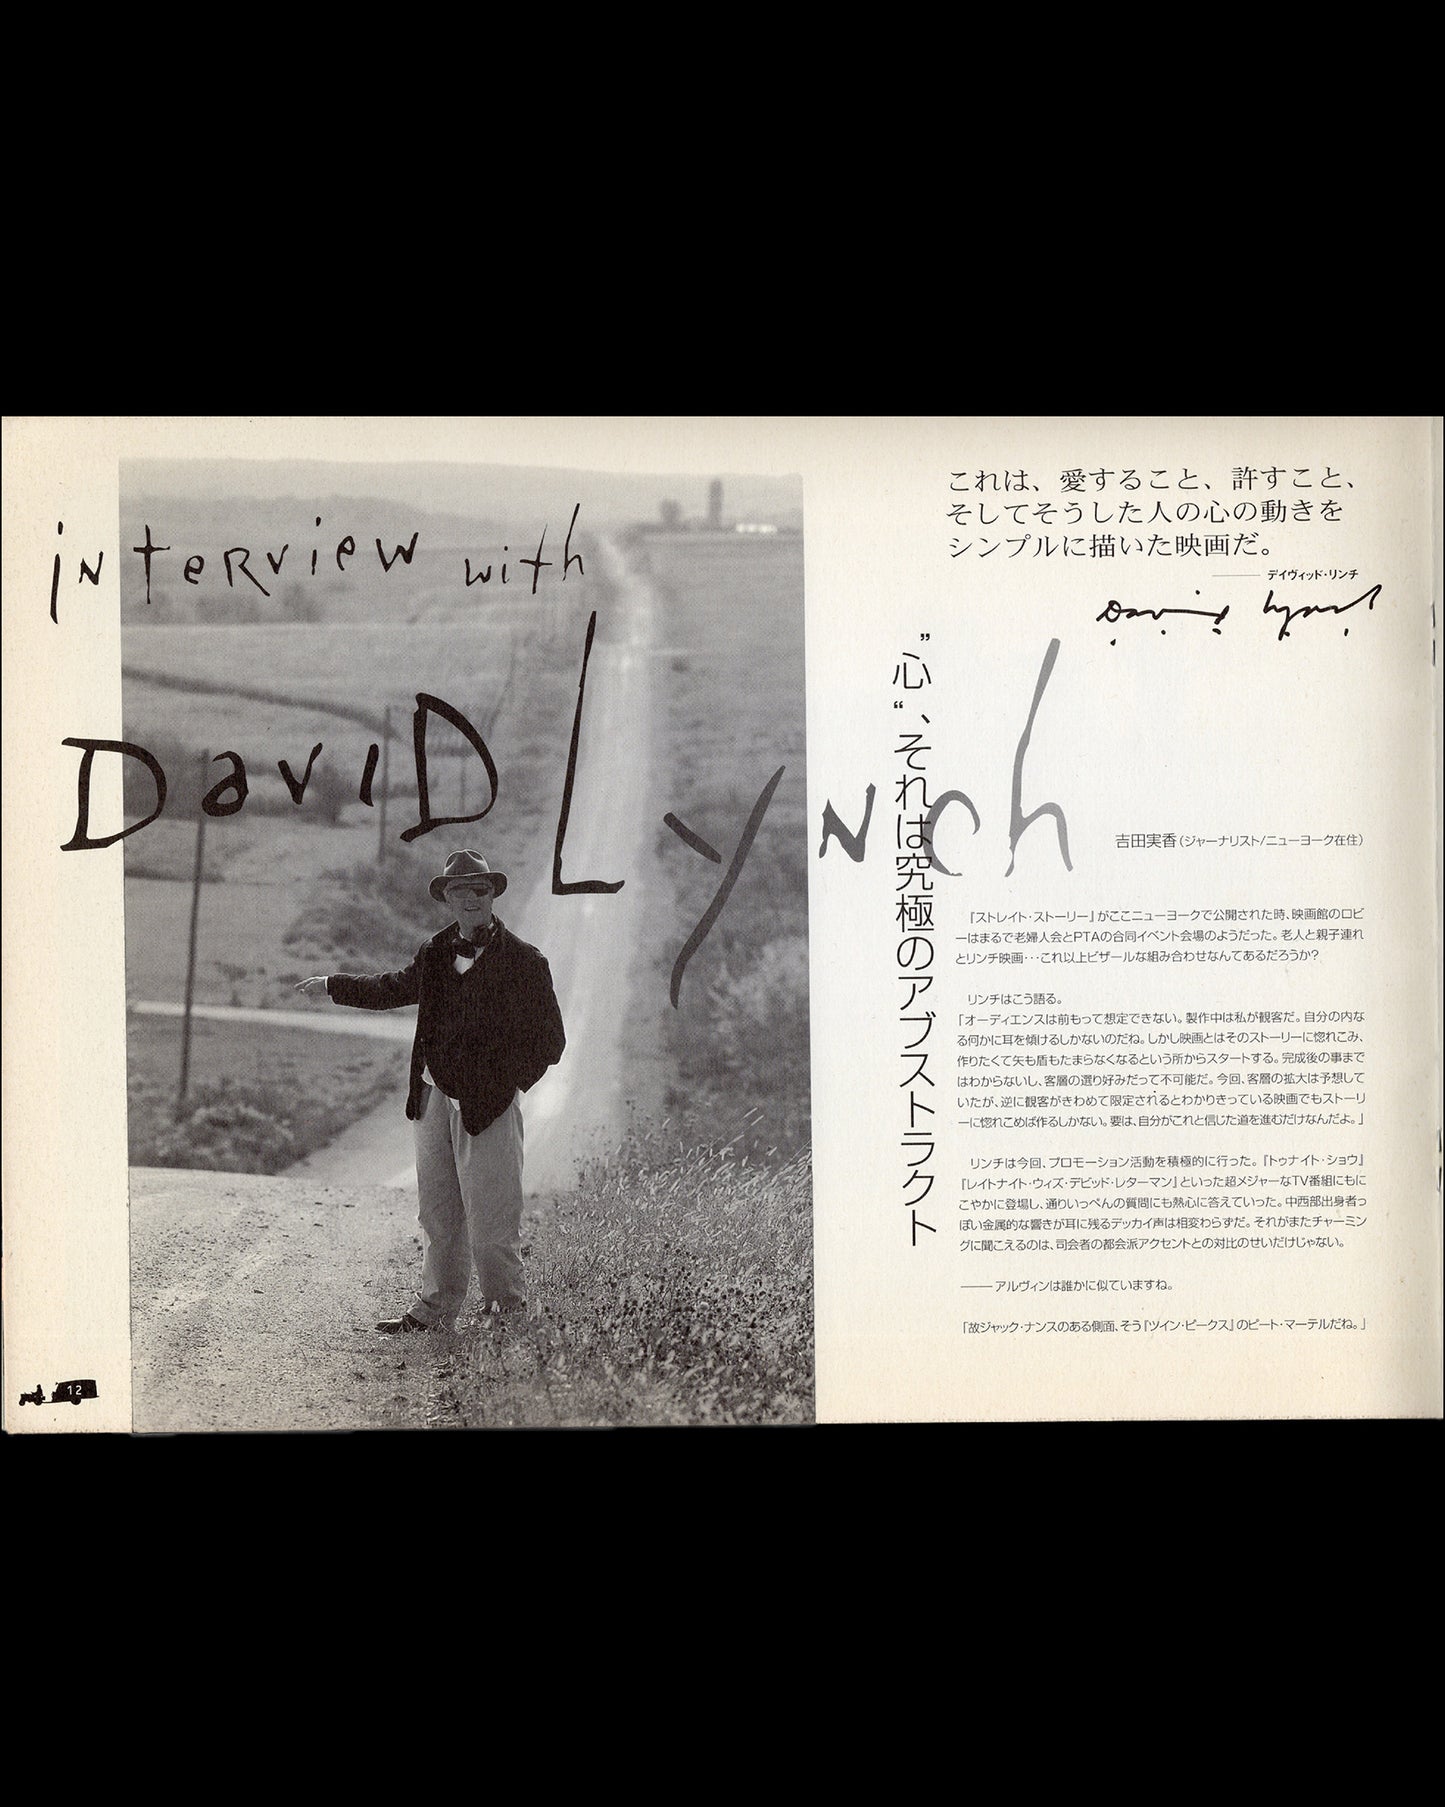 interview with
David Lynch
これは、愛すること、許すこと、
そしてそうした人の心の動きを
シンプルに描いた映画だ。
——— デイヴィッド・リンチ
David Lynch
"心"、それは究極のアブストラクト
吉田実香(ジャーナリスト/ニューヨーク在住)
『ストレイト・ストーリー』がここニューヨークで公開された時、映画館のロビ
ーはまるで老婦人会とPTAの合同イベント会場のようだった。老人と親子連れ
とリンチ映画・・・これ以上ビザールな組み合わせなんてあるだろうか?
リンチはこう語る。
「オーディエンスは前もって想定できない。製作中は私が観客だ。自分の内な
る何かに耳を傾けるしかないのだね。しかし映画とはそのストーリーに惚れこみ、
作りたくて矢も盾もたまらなくなるという所からスタートする。完成後の事まで
はわからないし、客層の選り好みだって不可能だ。今回、客層の拡大は予想して
いたが、逆に観客がきわめて限定されるとわかりきっている映画でもストーリ
ーに惚れこめば作るしかない。要は、自分がこれと信じた道を進むだけなんだよ。」
リンチは今回、プロモーション活動を積極的に行った。『トゥナイト・ショウ』
『レイトナイト・ウィズ・デビッド・レターマン』といった超メジャーなTV番組にもに
こやかに登場し、通りいっぺんの質問にも熱心に答えていった。中西部出身者っ
ぽい金属的な響きが耳に残るデッカイ声は相変わらずだ。それがまたチャーミン
グに聞こえるのは、司会者の都会派アクセントとの対比のせいだけじゃない。
——— アルヴィンは誰かに似ていますね。
「故ジャック・ナンスのある側面、そう『ツイン・ピークス』のピート・マーテルだね。」
12